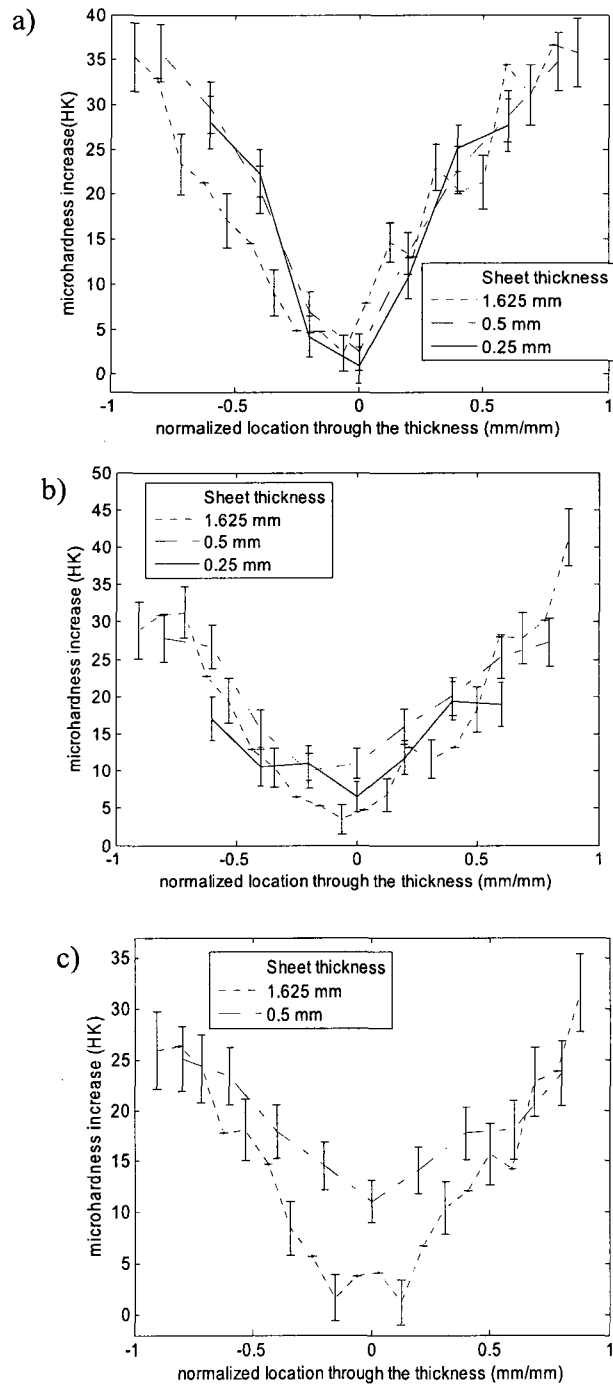 a)
40
35
30
25
20
15
10
5
0
microhardness increase(HK)
Sheet thickness
1.625 mm
0.5 mm
0.25 mm
-1 -0.5 0 0.5 1
normalized location through the thickness (mm/mm)
b)
50
45
40
35
30
25
20
15
10
5
0
microhardness increase (HK)
Sheet thickness
1.625 mm
0.5 mm
0.25 mm
-1 -0.5 0 0.5 1
normalized location through the thickness (mm/mm)
c)
35
30
25
20
15
10
5
0
microhardness increase (HK)
Sheet thickness
1.625 mm
0.5 mm
-1 -0.5 0 0.5 1
normalized location through the thickness (mm/mm)